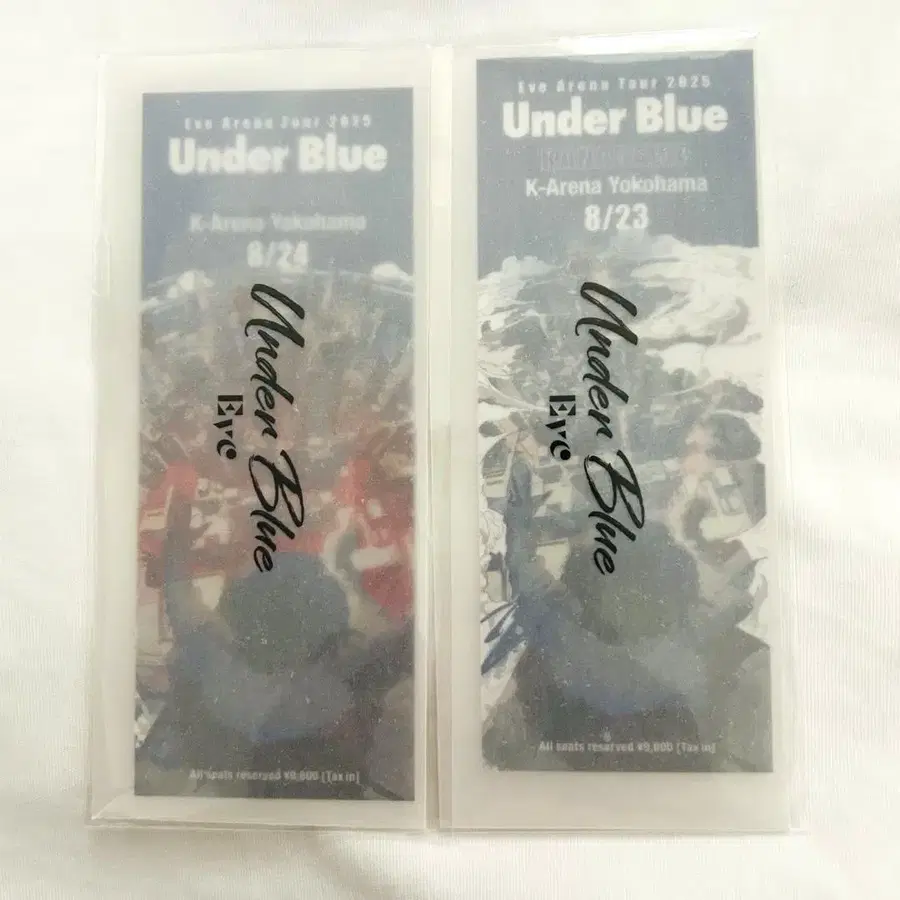 Eve Arena Tour 2025
Under Blue
K-Arena Yokohama
8/24
Under Blue
Eve
All seats reserved ¥9,800 [Tax in]
Eve Arena Tour 2025
Under Blue
K-Arena Yokohama
8/23
Under Blue
Eve
All seats reserved ¥9,800 [Tax in]